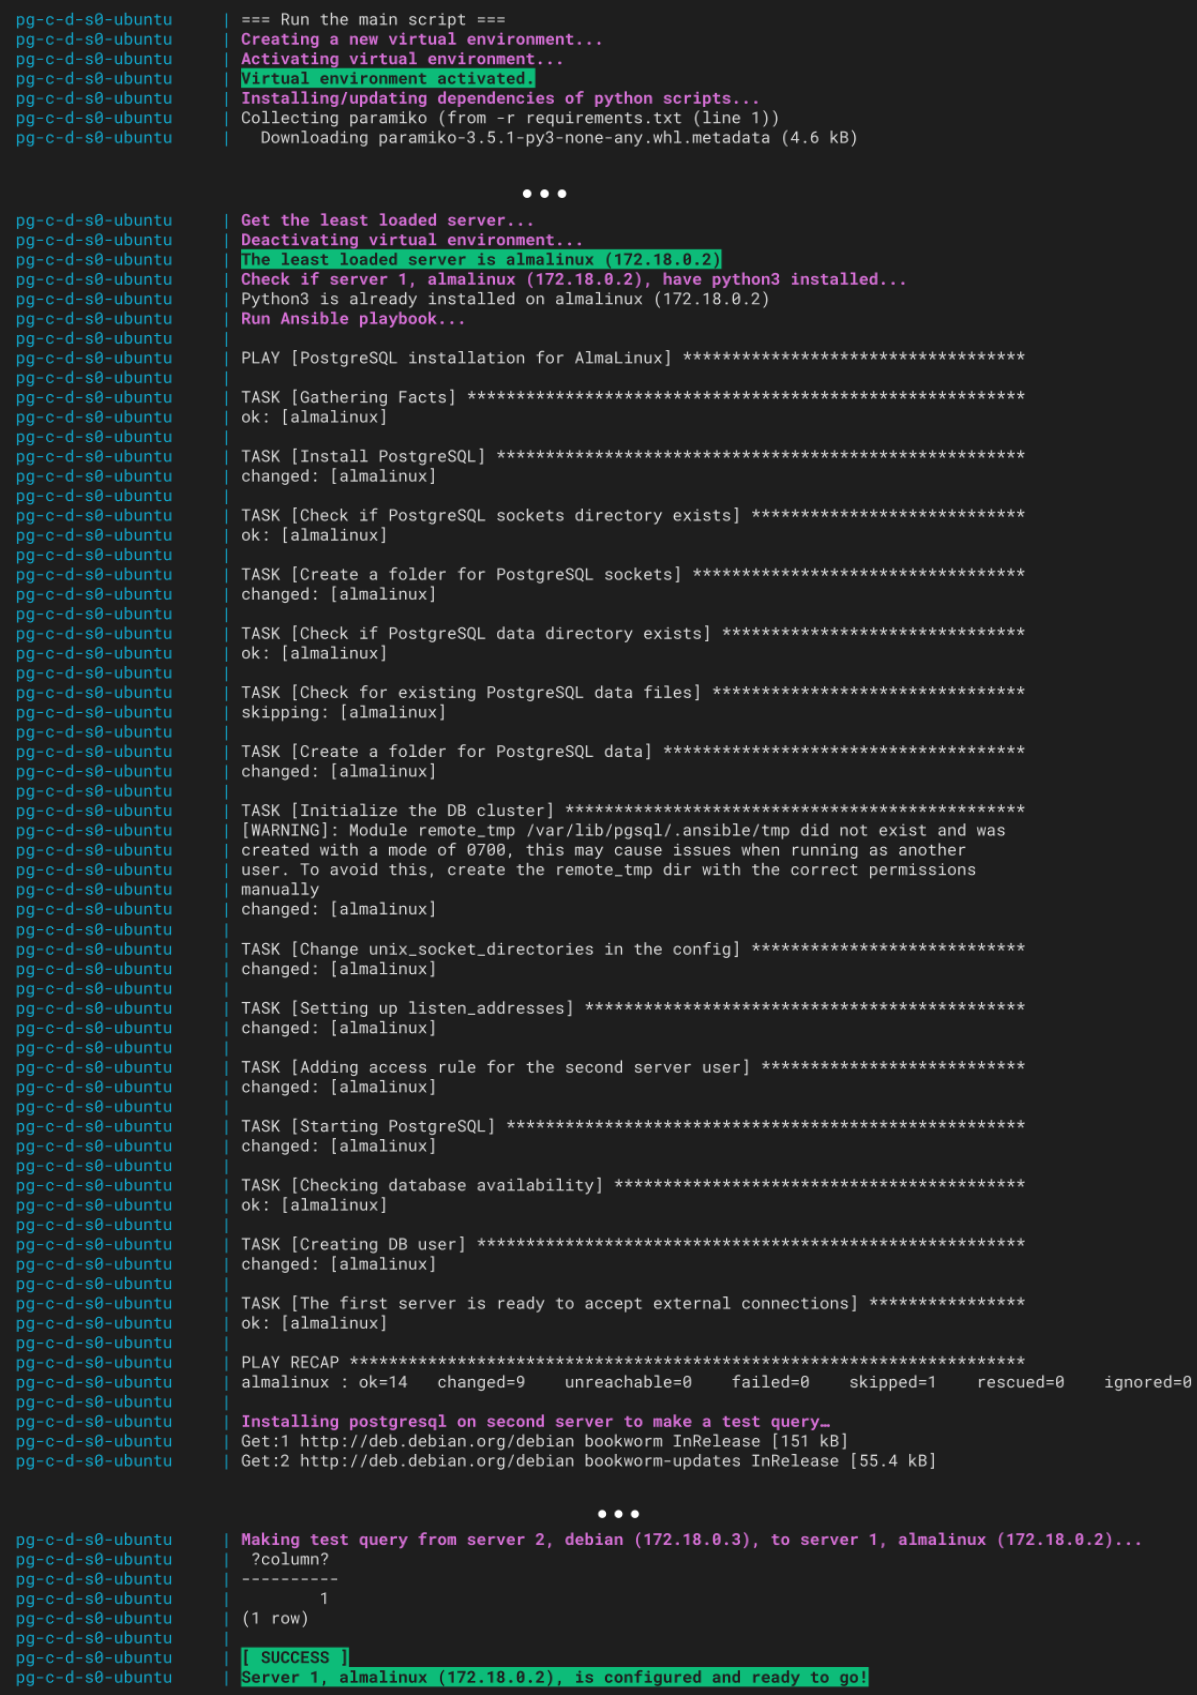 pg-c-d-s0-ubuntu | === Run the main script ===
pg-c-d-s0-ubuntu | Creating a new virtual environment...
pg-c-d-s0-ubuntu | Activating virtual environment...
pg-c-d-s0-ubuntu | Virtual environment activated.
pg-c-d-s0-ubuntu | Installing/updating dependencies of python scripts...
pg-c-d-s0-ubuntu | Collecting paramiko (from -r requirements.txt (line 1))
pg-c-d-s0-ubuntu |   Downloading paramiko-3.5.1-py3-none-any.whl.metadata (4.6 kB)
•••
pg-c-d-s0-ubuntu | Get the least loaded server...
pg-c-d-s0-ubuntu | Deactivating virtual environment...
pg-c-d-s0-ubuntu | The least loaded server is almalinux (172.18.0.2)
pg-c-d-s0-ubuntu | Check if server 1, almalinux (172.18.0.2), have python3 installed...
pg-c-d-s0-ubuntu | Python3 is already installed on almalinux (172.18.0.2)
pg-c-d-s0-ubuntu | Run Ansible playbook...
pg-c-d-s0-ubuntu |
pg-c-d-s0-ubuntu | PLAY [PostgreSQL installation for AlmaLinux] ***********************************
pg-c-d-s0-ubuntu |
pg-c-d-s0-ubuntu | TASK [Gathering Facts] *********************************************************
pg-c-d-s0-ubuntu | ok: [almalinux]
pg-c-d-s0-ubuntu |
pg-c-d-s0-ubuntu | TASK [Install PostgreSQL] ******************************************************
pg-c-d-s0-ubuntu | changed: [almalinux]
pg-c-d-s0-ubuntu |
pg-c-d-s0-ubuntu | TASK [Check if PostgreSQL sockets directory exists] ****************************
pg-c-d-s0-ubuntu | ok: [almalinux]
pg-c-d-s0-ubuntu |
pg-c-d-s0-ubuntu | TASK [Create a folder for PostgreSQL sockets] **********************************
pg-c-d-s0-ubuntu | changed: [almalinux]
pg-c-d-s0-ubuntu |
pg-c-d-s0-ubuntu | TASK [Check if PostgreSQL data directory exists] *******************************
pg-c-d-s0-ubuntu | ok: [almalinux]
pg-c-d-s0-ubuntu |
pg-c-d-s0-ubuntu | TASK [Check for existing PostgreSQL data files] ********************************
pg-c-d-s0-ubuntu | skipping: [almalinux]
pg-c-d-s0-ubuntu |
pg-c-d-s0-ubuntu | TASK [Create a folder for PostgreSQL data] *************************************
pg-c-d-s0-ubuntu | changed: [almalinux]
pg-c-d-s0-ubuntu |
pg-c-d-s0-ubuntu | TASK [Initialize the DB cluster] ***********************************************
pg-c-d-s0-ubuntu | [WARNING]: Module remote_tmp /var/lib/pgsql/.ansible/tmp did not exist and was
pg-c-d-s0-ubuntu | created with a mode of 0700, this may cause issues when running as another
pg-c-d-s0-ubuntu | user. To avoid this, create the remote_tmp dir with the correct permissions
pg-c-d-s0-ubuntu | manually
pg-c-d-s0-ubuntu | changed: [almalinux]
pg-c-d-s0-ubuntu |
pg-c-d-s0-ubuntu | TASK [Change unix_socket_directories in the config] ****************************
pg-c-d-s0-ubuntu | changed: [almalinux]
pg-c-d-s0-ubuntu |
pg-c-d-s0-ubuntu | TASK [Setting up listen_addresses] *********************************************
pg-c-d-s0-ubuntu | changed: [almalinux]
pg-c-d-s0-ubuntu |
pg-c-d-s0-ubuntu | TASK [Adding access rule for the second server user] ***************************
pg-c-d-s0-ubuntu | changed: [almalinux]
pg-c-d-s0-ubuntu |
pg-c-d-s0-ubuntu | TASK [Starting PostgreSQL] *****************************************************
pg-c-d-s0-ubuntu | changed: [almalinux]
pg-c-d-s0-ubuntu |
pg-c-d-s0-ubuntu | TASK [Checking database availability] ******************************************
pg-c-d-s0-ubuntu | ok: [almalinux]
pg-c-d-s0-ubuntu |
pg-c-d-s0-ubuntu | TASK [Creating DB user] ********************************************************
pg-c-d-s0-ubuntu | changed: [almalinux]
pg-c-d-s0-ubuntu |
pg-c-d-s0-ubuntu | TASK [The first server is ready to accept external connections] ****************
pg-c-d-s0-ubuntu | ok: [almalinux]
pg-c-d-s0-ubuntu |
pg-c-d-s0-ubuntu | PLAY RECAP *********************************************************************
pg-c-d-s0-ubuntu | almalinux : ok=14   changed=9    unreachable=0    failed=0    skipped=1    rescued=0    ignored=0
pg-c-d-s0-ubuntu |
pg-c-d-s0-ubuntu | Installing postgresql on second server to make a test query…
pg-c-d-s0-ubuntu | Get:1 http://deb.debian.org/debian bookworm InRelease [151 kB]
pg-c-d-s0-ubuntu | Get:2 http://deb.debian.org/debian bookworm-updates InRelease [55.4 kB]
•••
pg-c-d-s0-ubuntu | Making test query from server 2, debian (172.18.0.3), to server 1, almalinux (172.18.0.2)...
pg-c-d-s0-ubuntu |  ?column?
pg-c-d-s0-ubuntu | ----------
pg-c-d-s0-ubuntu |         1
pg-c-d-s0-ubuntu | (1 row)
pg-c-d-s0-ubuntu |
pg-c-d-s0-ubuntu | [ SUCCESS ]
pg-c-d-s0-ubuntu | Server 1, almalinux (172.18.0.2), is configured and ready to go!